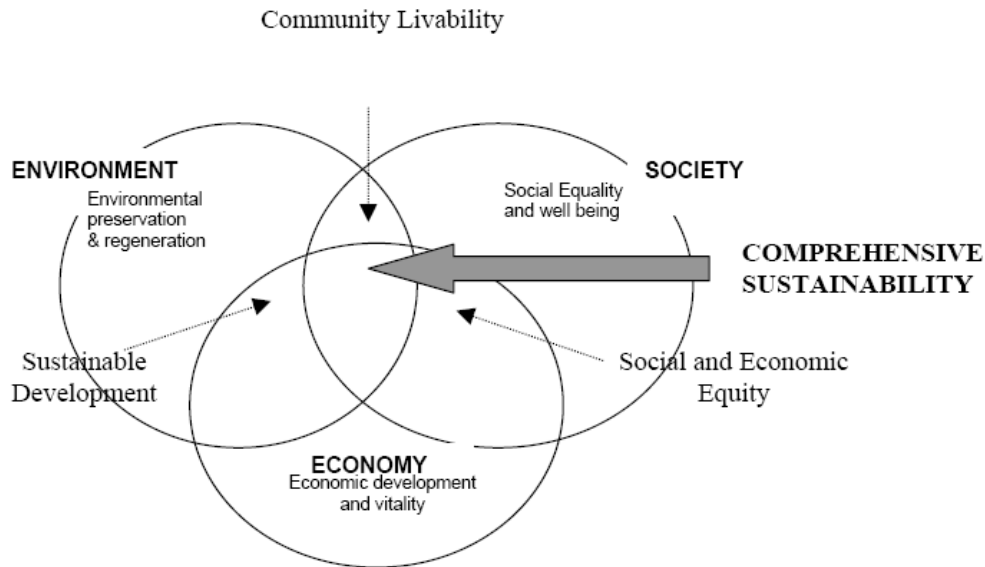 Community Livability
ENVIRONMENT
Environmental
preservation
& regeneration
SOCIETY
Social Equality
and well being
COMPREHENSIVE
SUSTAINABILITY
Sustainable
Development
Social and Economic
Equity
ECONOMY
Economic development
and vitality